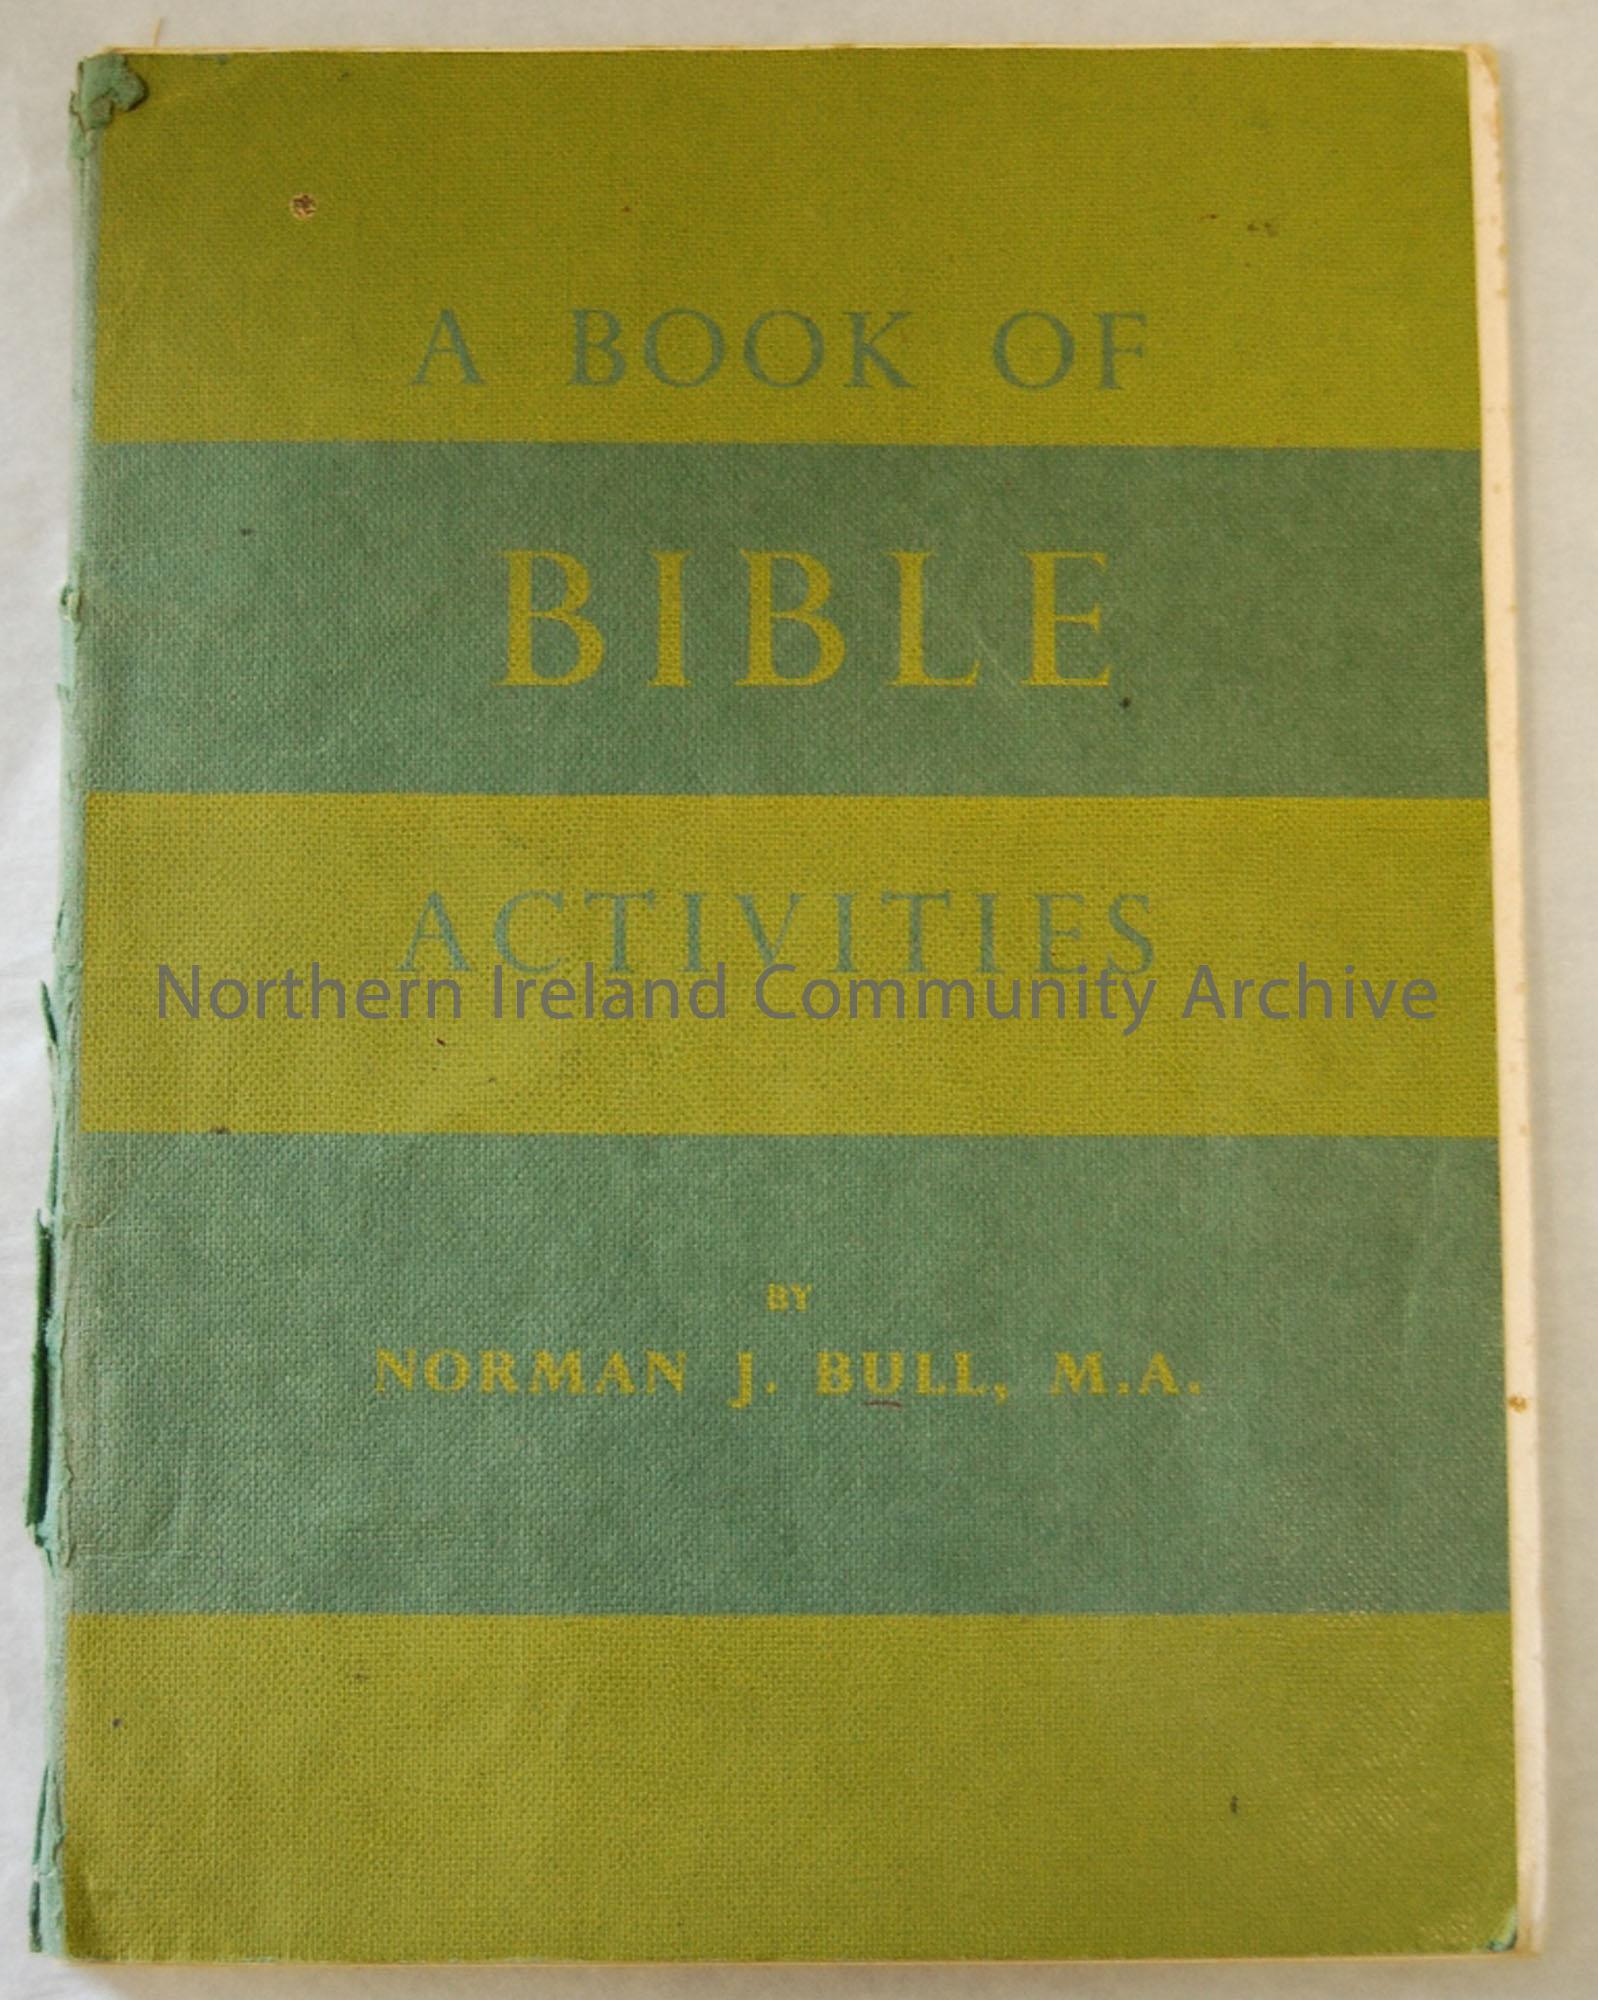 A BOOK OF
BIBLE
ACTIVITIES
Northern Ireland Community Archive
BY
NORMAN J. BULL, M.A.